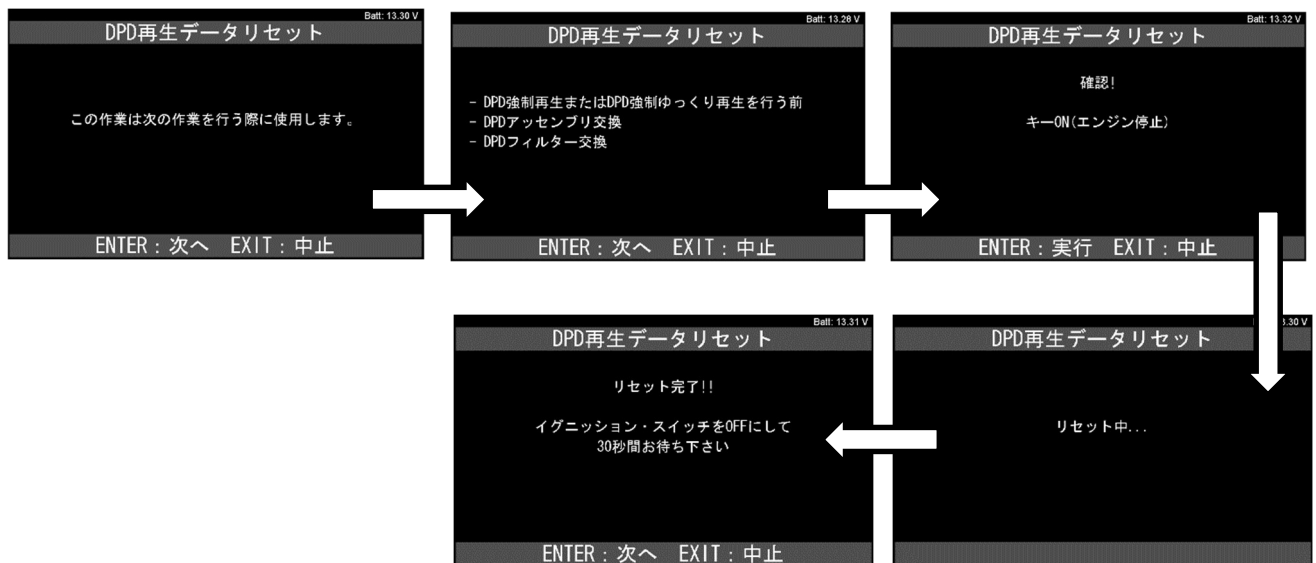 Batt: 13.30 V
DPD再生データリセット
この作業は次の作業を行う際に使用します。
ENTER：次へ EXIT：中止
Batt: 13.28 V
DPD再生データリセット
- DPD強制再生またはDPD強制ゆっくり再生を行う前
- DPDアッセンブリ交換
- DPDフィルター交換
ENTER：次へ EXIT：中止
Batt: 13.32 V
DPD再生データリセット
確認!
キーON(エンジン停止)
ENTER：実行 EXIT：中止
3.30 V
DPD再生データリセット
リセット中...
Batt: 13.31 V
DPD再生データリセット
リセット完了!!
イグニッション・スイッチをOFFにして
30秒間お待ち下さい
ENTER：次へ EXIT：中止